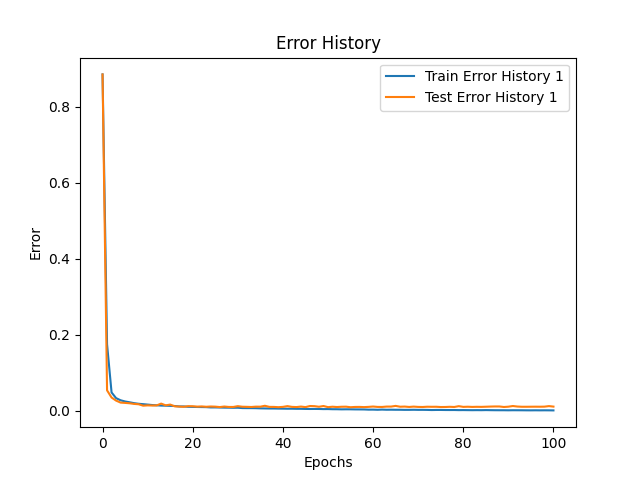 Error History
Train Error History 1
Test Error History 1
0.8
0.6
0.4
0.2
0.0
Error
0 20 40 60 80 100
Epochs